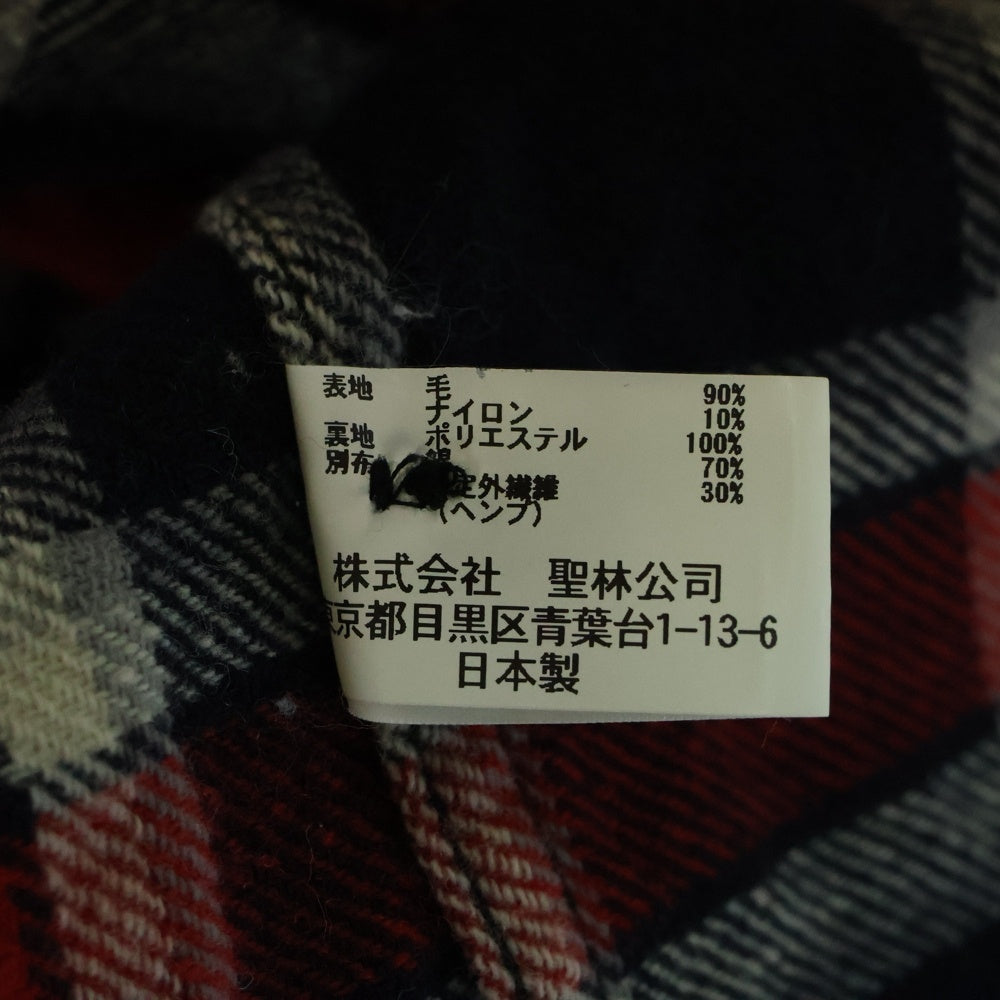 表地 毛 90%
ナイロン 10%
裏地 ポリエステル 100%
別布 綿 70%
定外繊維 30%
(ヘンプ)
株式会社 聖林公司
東京都目黒区青葉台1-13-6
日本製